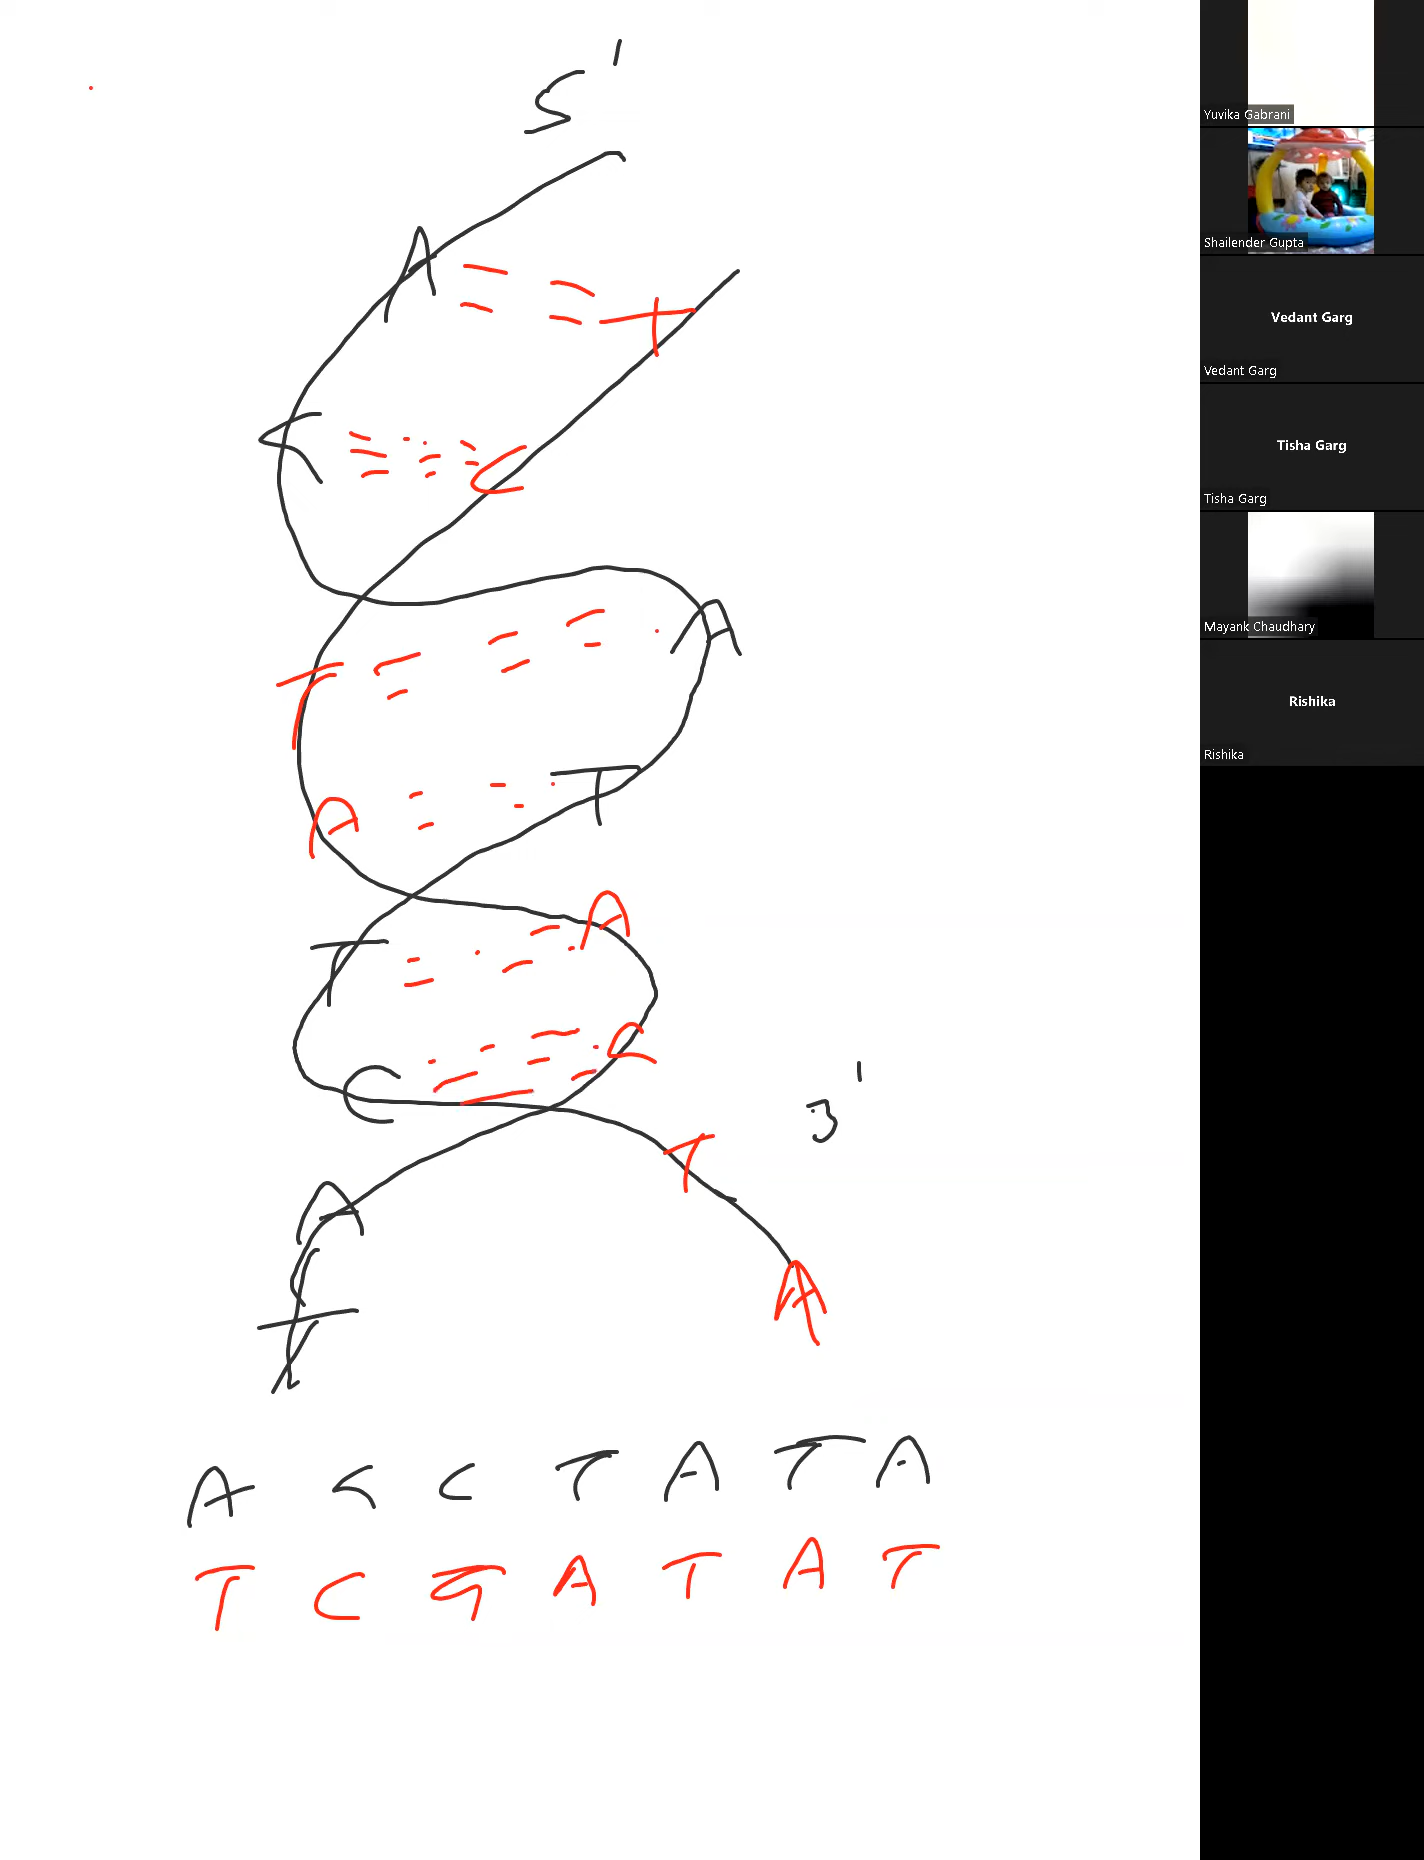 5'
Yuvika Gabrani
A T
Shailender Gupta
G C
Vedant Garg
Vedant Garg
Tisha Garg
Tisha Garg
T A
Mayank Chaudhary
Rishika
Rishika
A T
T A
C G
3'
T
A
A
T
A G C T A T A
T C G A T A T